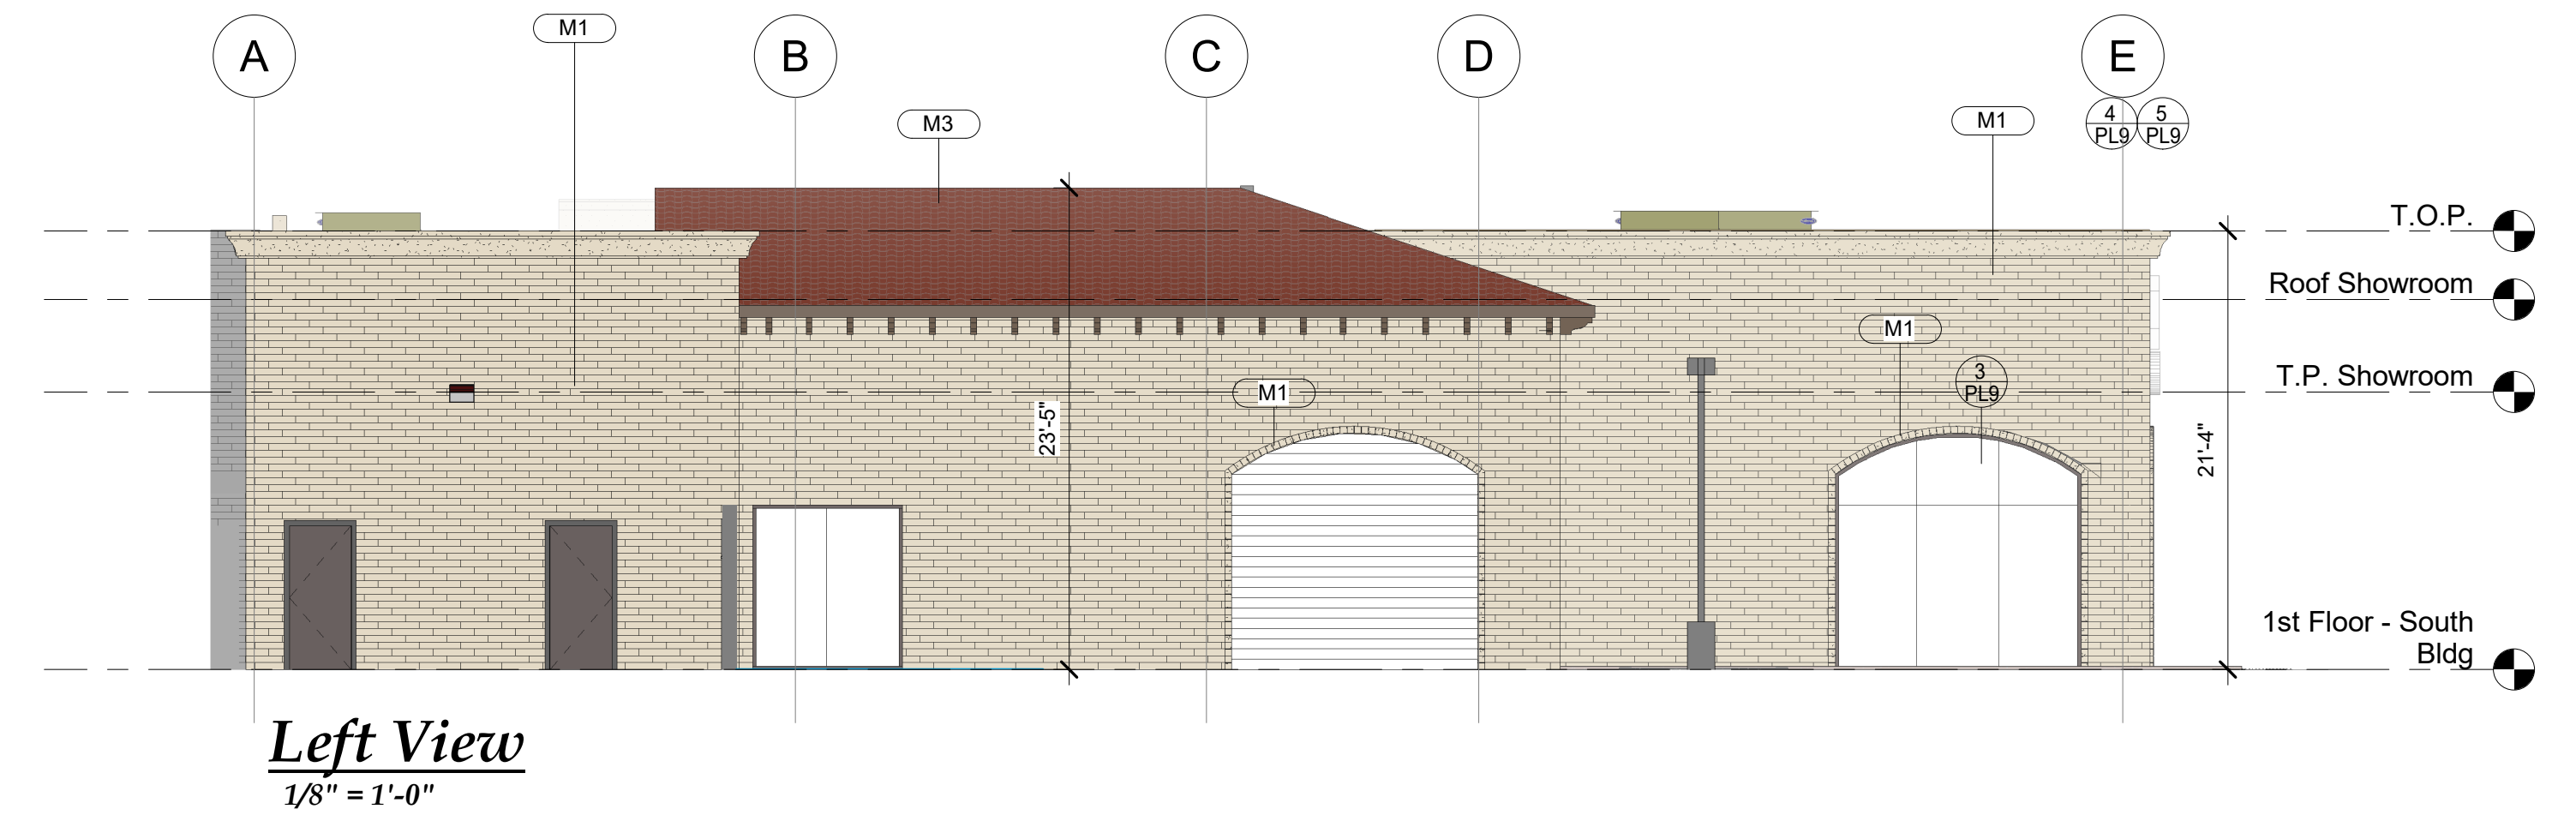 A
M1
B
C
D
E
M3
M1
4
PL9
5
PL9
T.O.P.
Roof Showroom
M1
3
PL9
T.P. Showroom
M1
23'-5"
21'-4"
1st Floor - South
Bldg
Left View
1/8" = 1'-0"